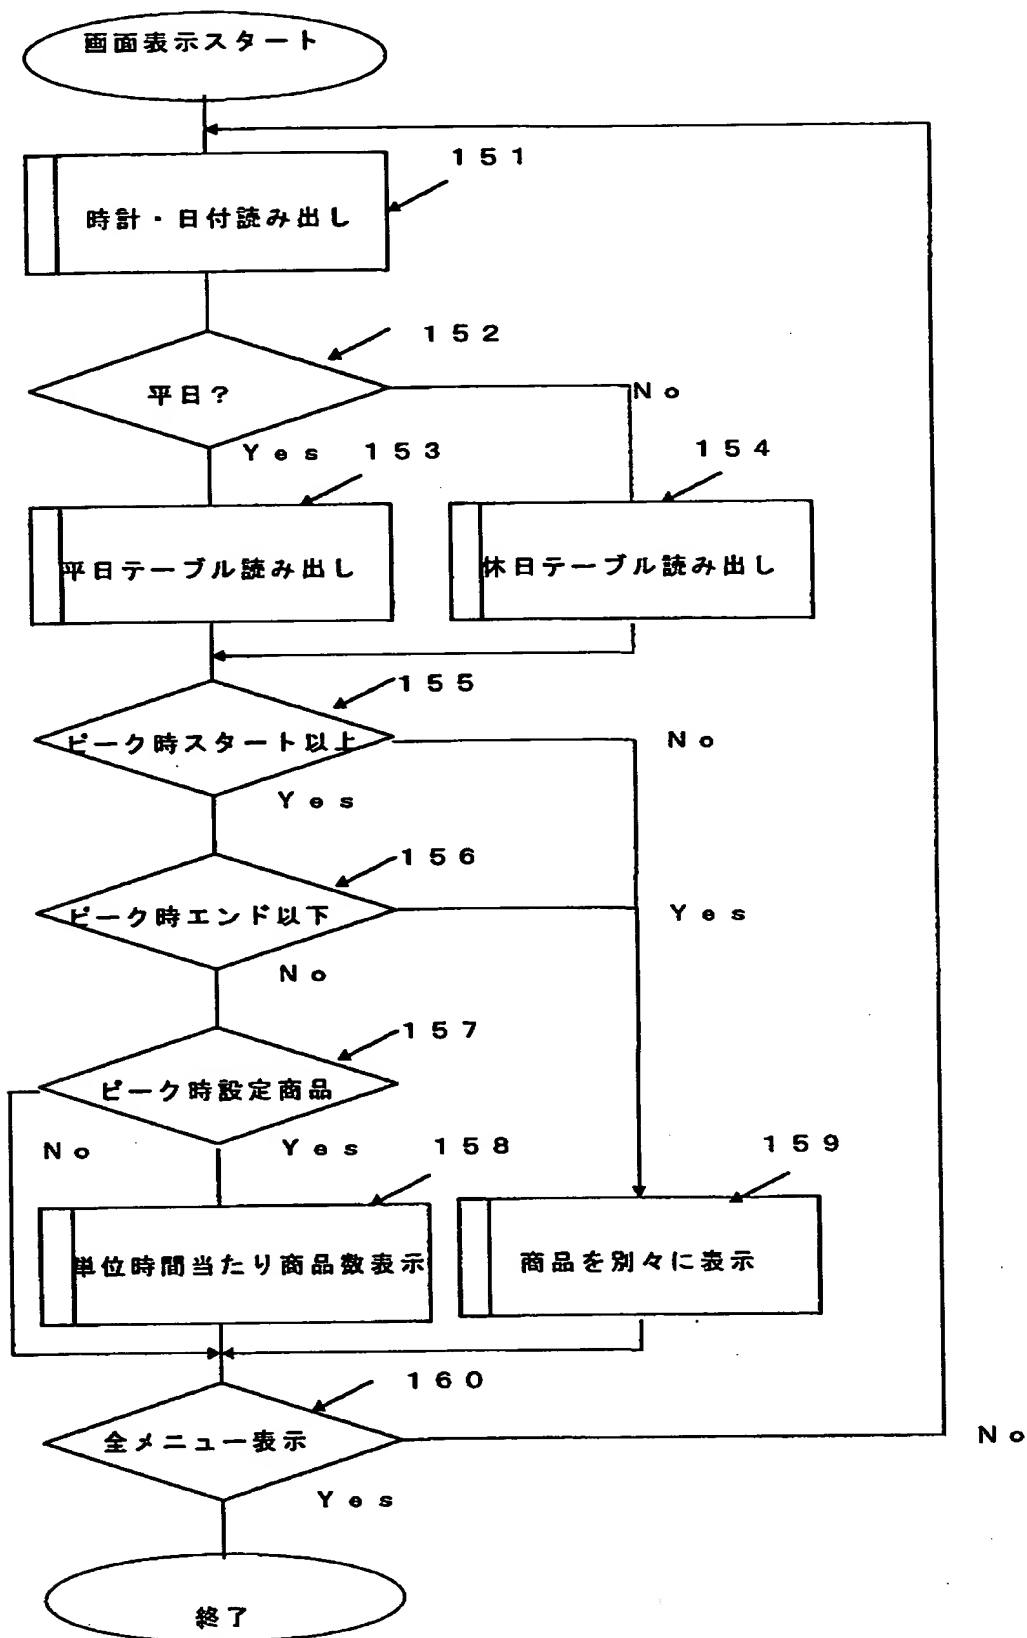 画面表示スタート
151
時計・日付読み出し
152
平日?
No
Yes
153
154
平日テーブル読み出し
休日テーブル読み出し
155
ピーク時スタート以上
No
Yes
156
ピーク時エンド以下
Yes
No
157
ピーク時設定商品
No
Yes
158
159
単位時間当たり商品数表示
商品を別々に表示
160
全メニュー表示
No
Yes
終了